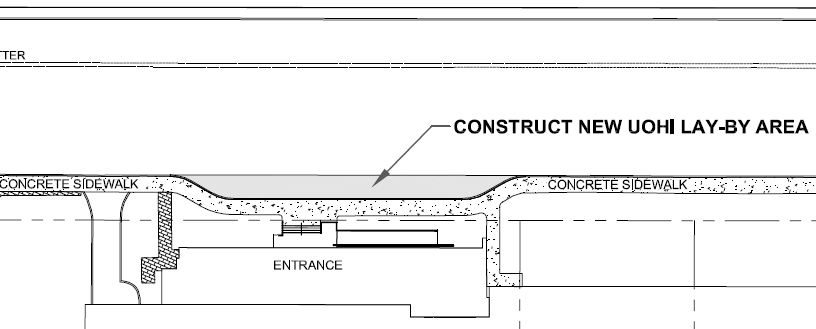 TTER
CONSTRUCT NEW UOHI LAY-BY AREA
CONCRETE SIDEWALK
CONCRETE SIDEWALK
ENTRANCE